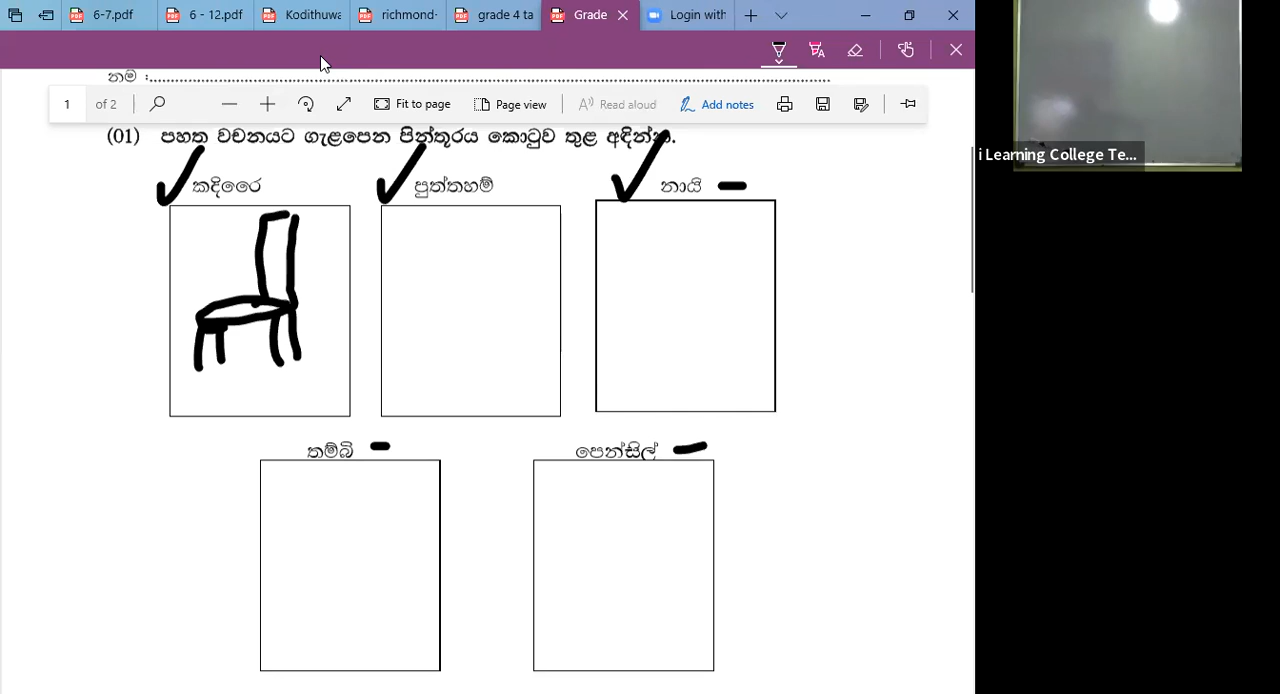 6-7.pdf 6 - 12.pdf Kodithuwa richmond- grade 4 ta Grade Login with
නම :
1 of 2 Fit to page Page view Read aloud Add notes
(01) පහත වචනයට ගැළපෙන පින්තූරය කොටුව තුළ අඳින්න.
කදිරෛ පුත්තහම් නායි
තම්බි පෙන්සිල්
i Learning College Te...